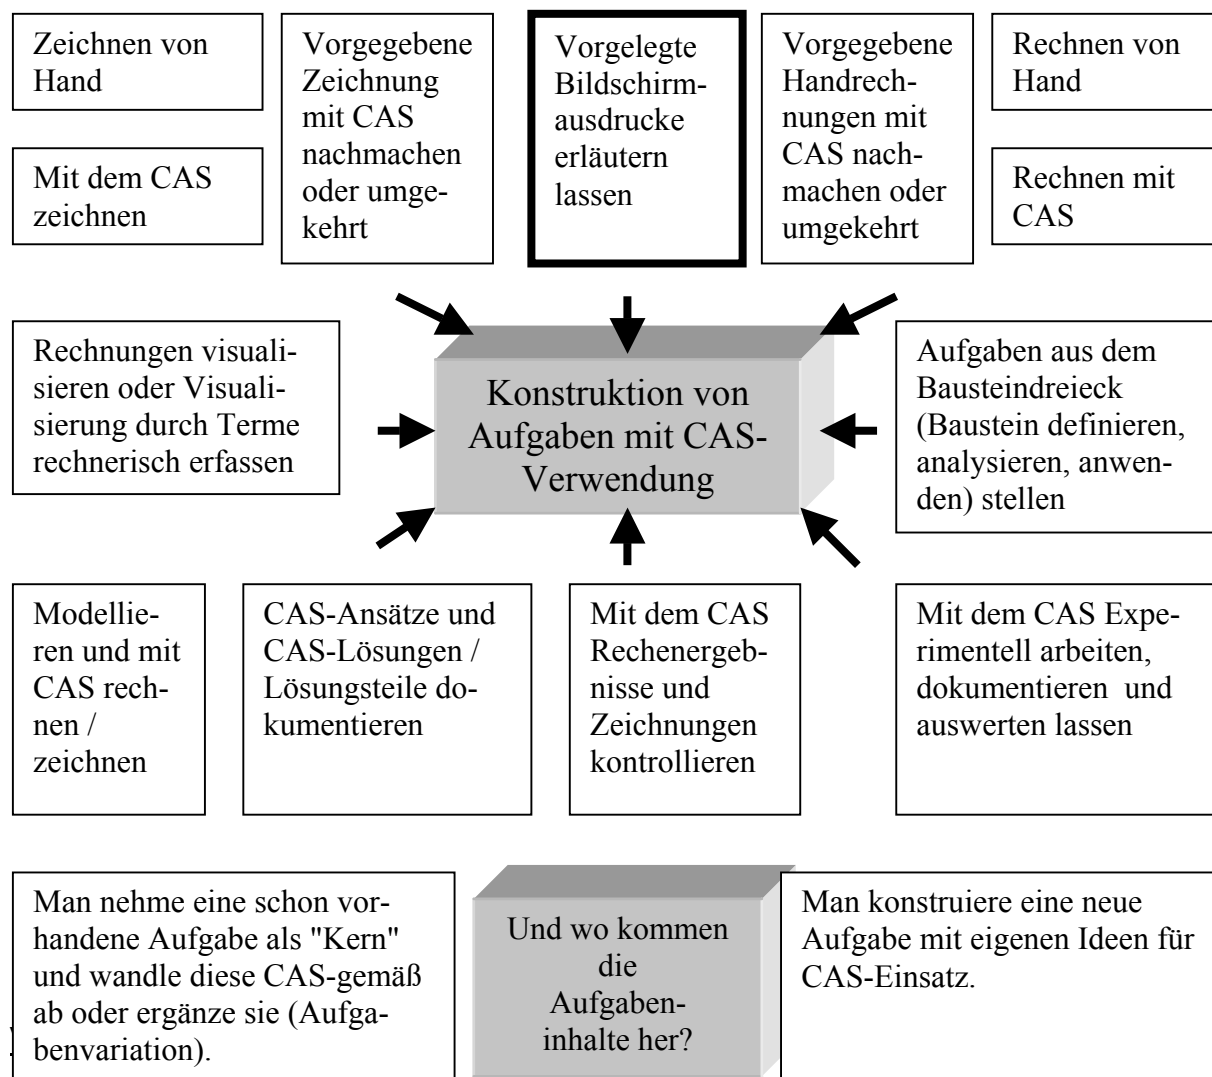 Zeichnen von
Hand
Mit dem CAS
zeichnen
Vorgegebene
Zeichnung
mit CAS
nachmachen
oder umge-
kehrt
Vorgelegte
Bildschirm-
ausdrucke
erläutern
lassen
Vorgegebene
Handrech-
nungen mit
CAS nach-
machen oder
umgekehrt
Rechnen von
Hand
Rechnen mit
CAS
Rechnungen visuali-
sieren oder Visuali-
sierung durch Terme
rechnerisch erfassen
Konstruktion von
Aufgaben mit CAS-
Verwendung
Aufgaben aus dem
Bausteindreieck
(Baustein definieren,
analysieren, anwen-
den) stellen
Modellie-
ren und mit
CAS rech-
nen /
zeichnen
CAS-Ansätze und
CAS-Lösungen /
Lösungsteile do-
kumentieren
Mit dem CAS
Rechenergeb-
nisse und
Zeichnungen
kontrollieren
Mit dem CAS Expe-
rimentell arbeiten,
dokumentieren und
auswerten lassen
Man nehme eine schon vor-
handene Aufgabe als "Kern"
und wandle diese CAS-gemäß
ab oder ergänze sie (Aufga-
benvariation).
Und wo kommen
die
Aufgaben-
inhalte her?
Man konstruiere eine neue
Aufgabe mit eigenen Ideen für
CAS-Einsatz.